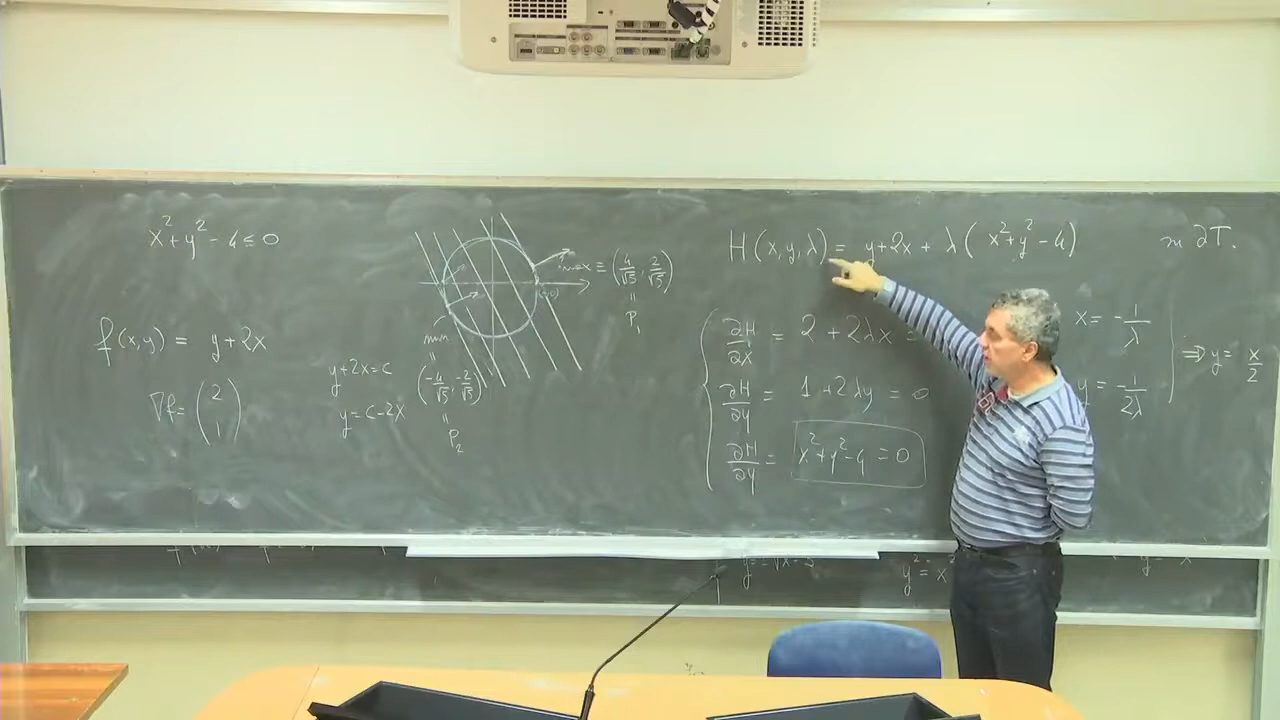 x² + y² - 4 ≤ 0
f(x,y) = y+2x
∇f = (2 1)
y+2x=c
y=c-2x
max ≡ (4/√5, 2/√5)
"
P₁
min
"
(-4/√5, -2/√5)
"
P₂
H(x,y,λ) = y+2x + λ(x²+y²-4)
∂H/∂x = 2 + 2λx =
∂H/∂y = 1 + 2λy = 0
∂H/∂y = x²+y²-4 = 0
m ∂T.
x = -1/λ
y = -1/2λ
⇒ y = x/2